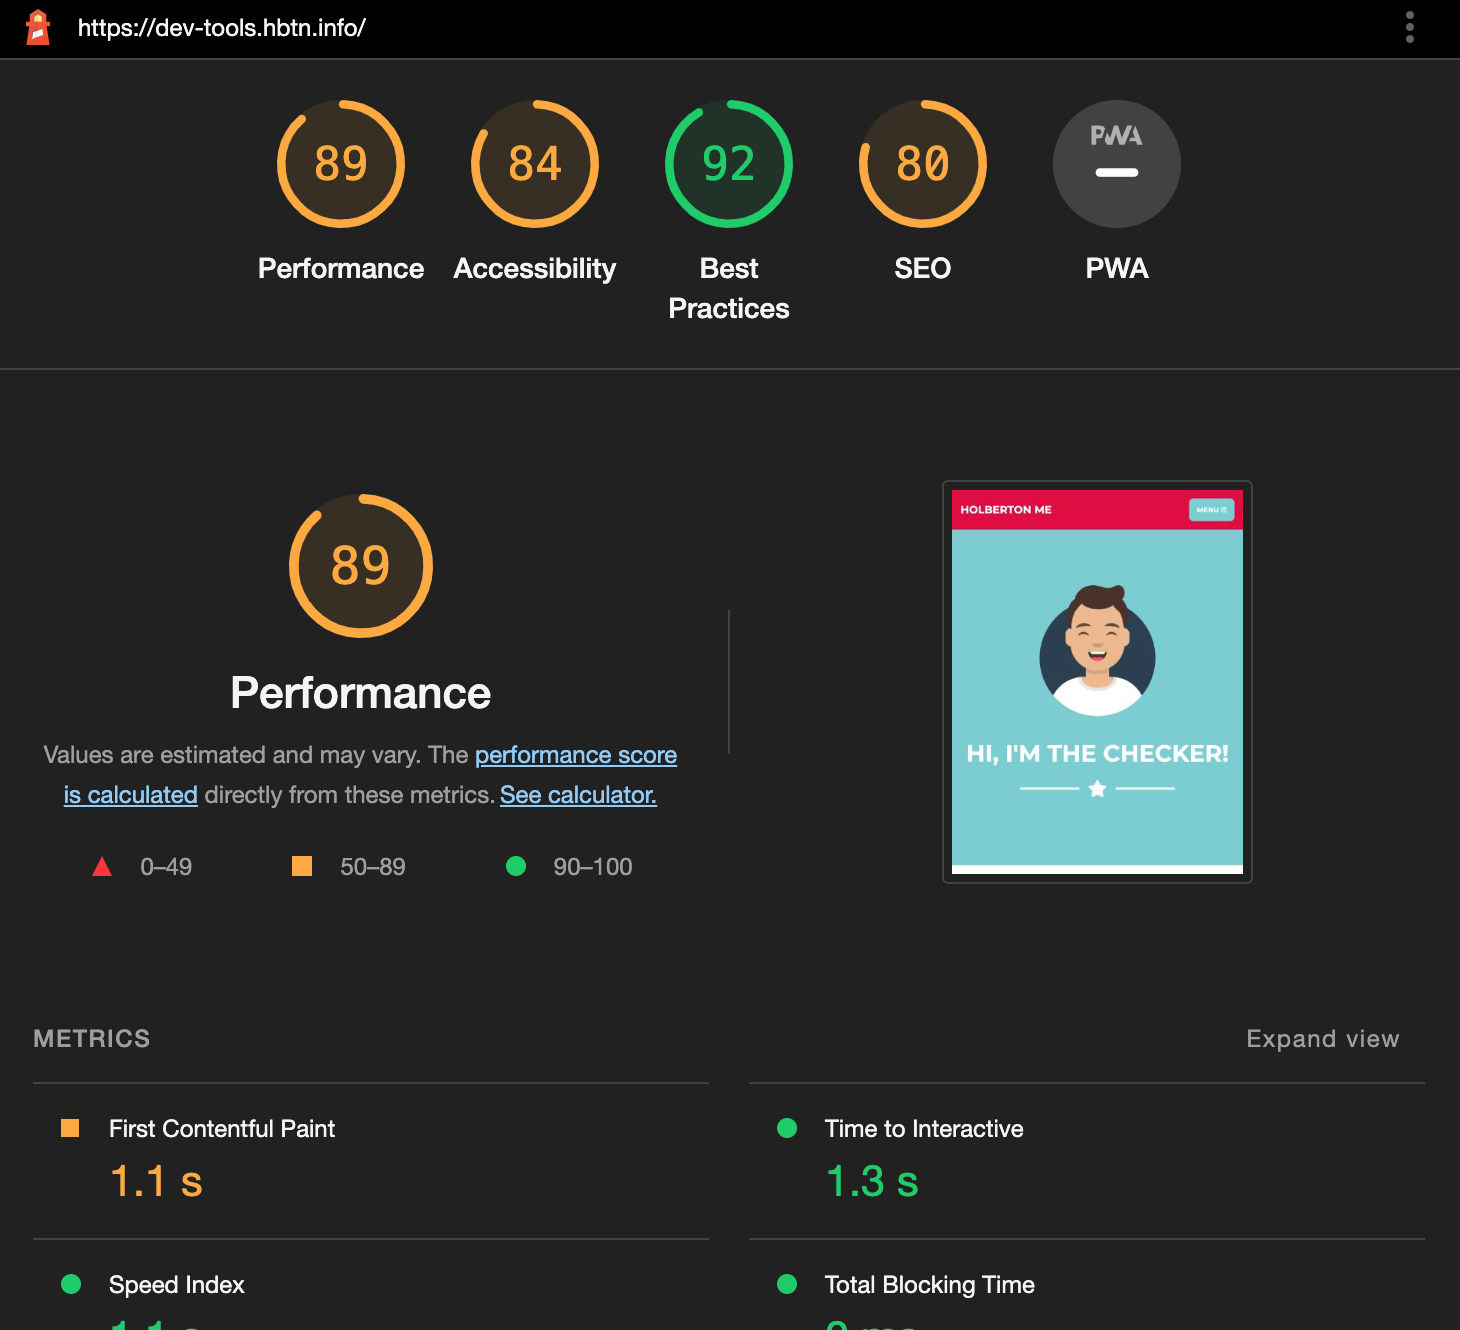 https://dev-tools.hbtn.info/
89
84
92
80
PWA
Performance
Accessibility
Best
Practices
SEO
PWA
89
Performance
Values are estimated and may vary. The performance score
is calculated directly from these metrics. See calculator.
0–49
50–89
90–100
HOLBERTON ME
MENU ☰
HI, I'M THE CHECKER!
METRICS
Expand view
First Contentful Paint
1.1 s
Time to Interactive
1.3 s
Speed Index
Total Blocking Time